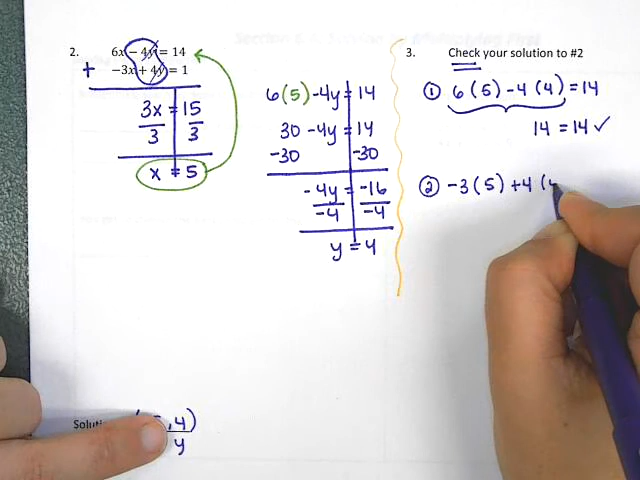 2.
6x - 4y = 14
+ -3x + 4y = 1
3x = 15
3 3
x = 5
6(5) -4y = 14
30 -4y = 14
-30 -30
-4y = -16
-4 -4
y = 4
3. Check your solution to #2
① 6(5) -4(4) = 14
14 = 14 ✓
② -3(5) +4(
,4)
y